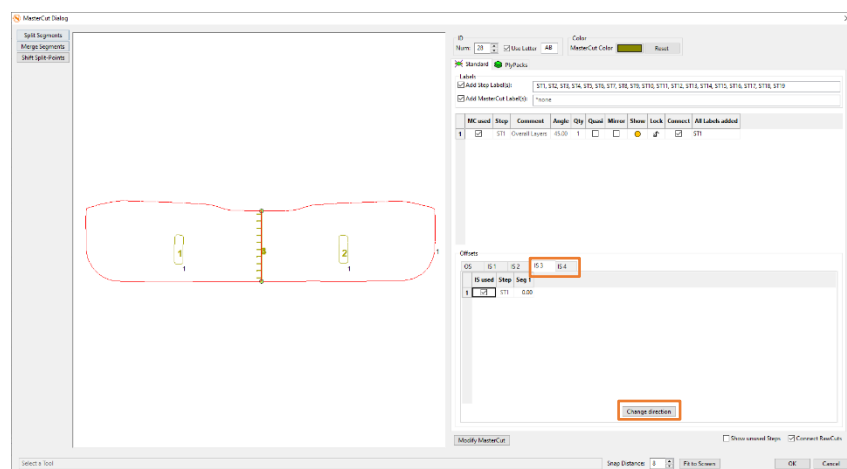 MasterCut Dialog
Split Segments
Merge Segments
Shift Split-Points
ID
Num: 28 Use Letter AB
Color
MasterCut Color Reset
Standard PlyPacks
Labels
Add Step Label(s): ST1, ST2, ST3, ST4, ST5, ST6, ST7, ST8, ST9, ST10, ST11, ST12, ST13, ST14, ST15, ST16, ST17, ST18, ST19
Add MasterCut Label(s): *none
MC used Step Comment Angle Qty Quasi Mirror Show Lock Connect All Labels added
1 ST1 Overall Layers 45.00 1 ST1
1 2 1
1 1
Offsets
OS IS 1 IS 2 IS 3 IS 4
IS used Step Seg 1
1 ST1 0.00
Change direction
Modify MasterCut Show unused Steps Connect RawCuts
Select a Tool Snap Distance: 8 Fit to Screen OK Cancel